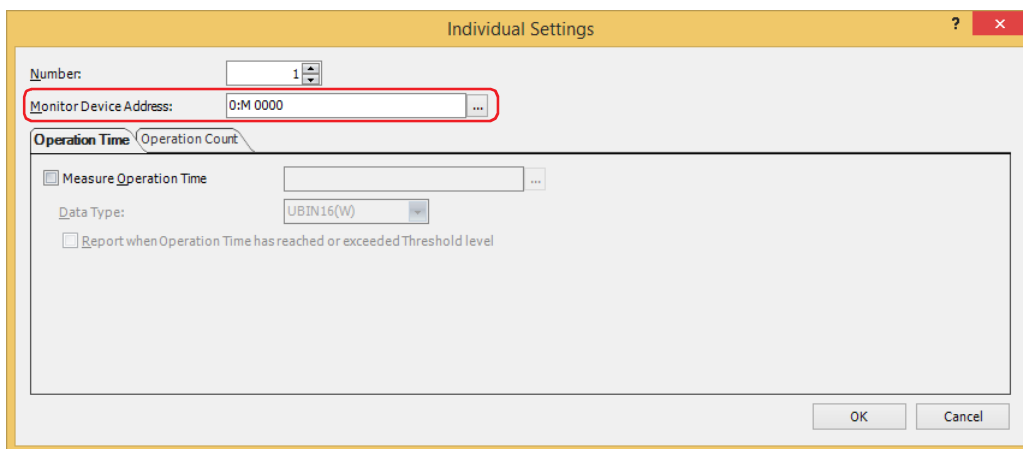 Individual Settings ? ×
Number: 1
Monitor Device Address: 0:M 0000 ...
Operation Time Operation Count
Measure Operation Time ...
Data Type: UBIN16(W)
Report when Operation Time has reached or exceeded Threshold level
OK Cancel